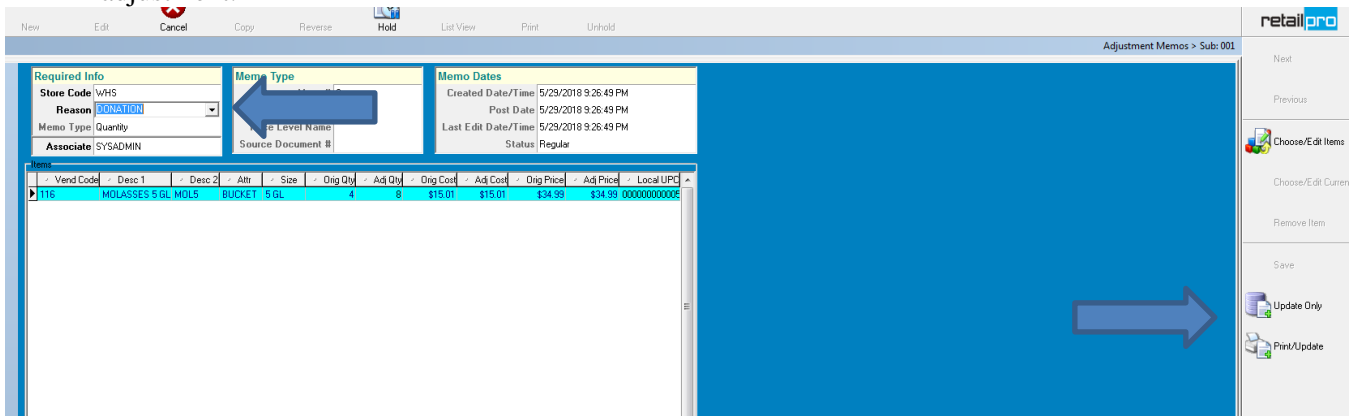 adjustment.
New Edit Cancel Copy Reverse Hold List View Print Unhold
retail pro
Adjustment Memos > Sub: 001
Next
Previous
Choose/Edit Items
Choose/Edit Curren
Remove Item
Save
Update Only
Print/Update
Required Info
Store Code WHS
Reason DONATION
Memo Type Quantity
Associate SYSADMIN
Memo Type
Level Name
Source Document #
Memo Dates
Created Date/Time 5/29/2018 9:26:49 PM
Post Date 5/29/2018 9:26:49 PM
Last Edit Date/Time 5/29/2018 9:26:49 PM
Status Regular
Items
Vend Code Desc 1 Desc 2 Attr Size Orig Qty Adj Qty Orig Cost Adj Cost Orig Price Adj Price Local UPC
116 MOLASSES 5 GL MOL5 BUCKET 5 GL 4 8 $15.01 $15.01 $34.99 $34.99 000000000005